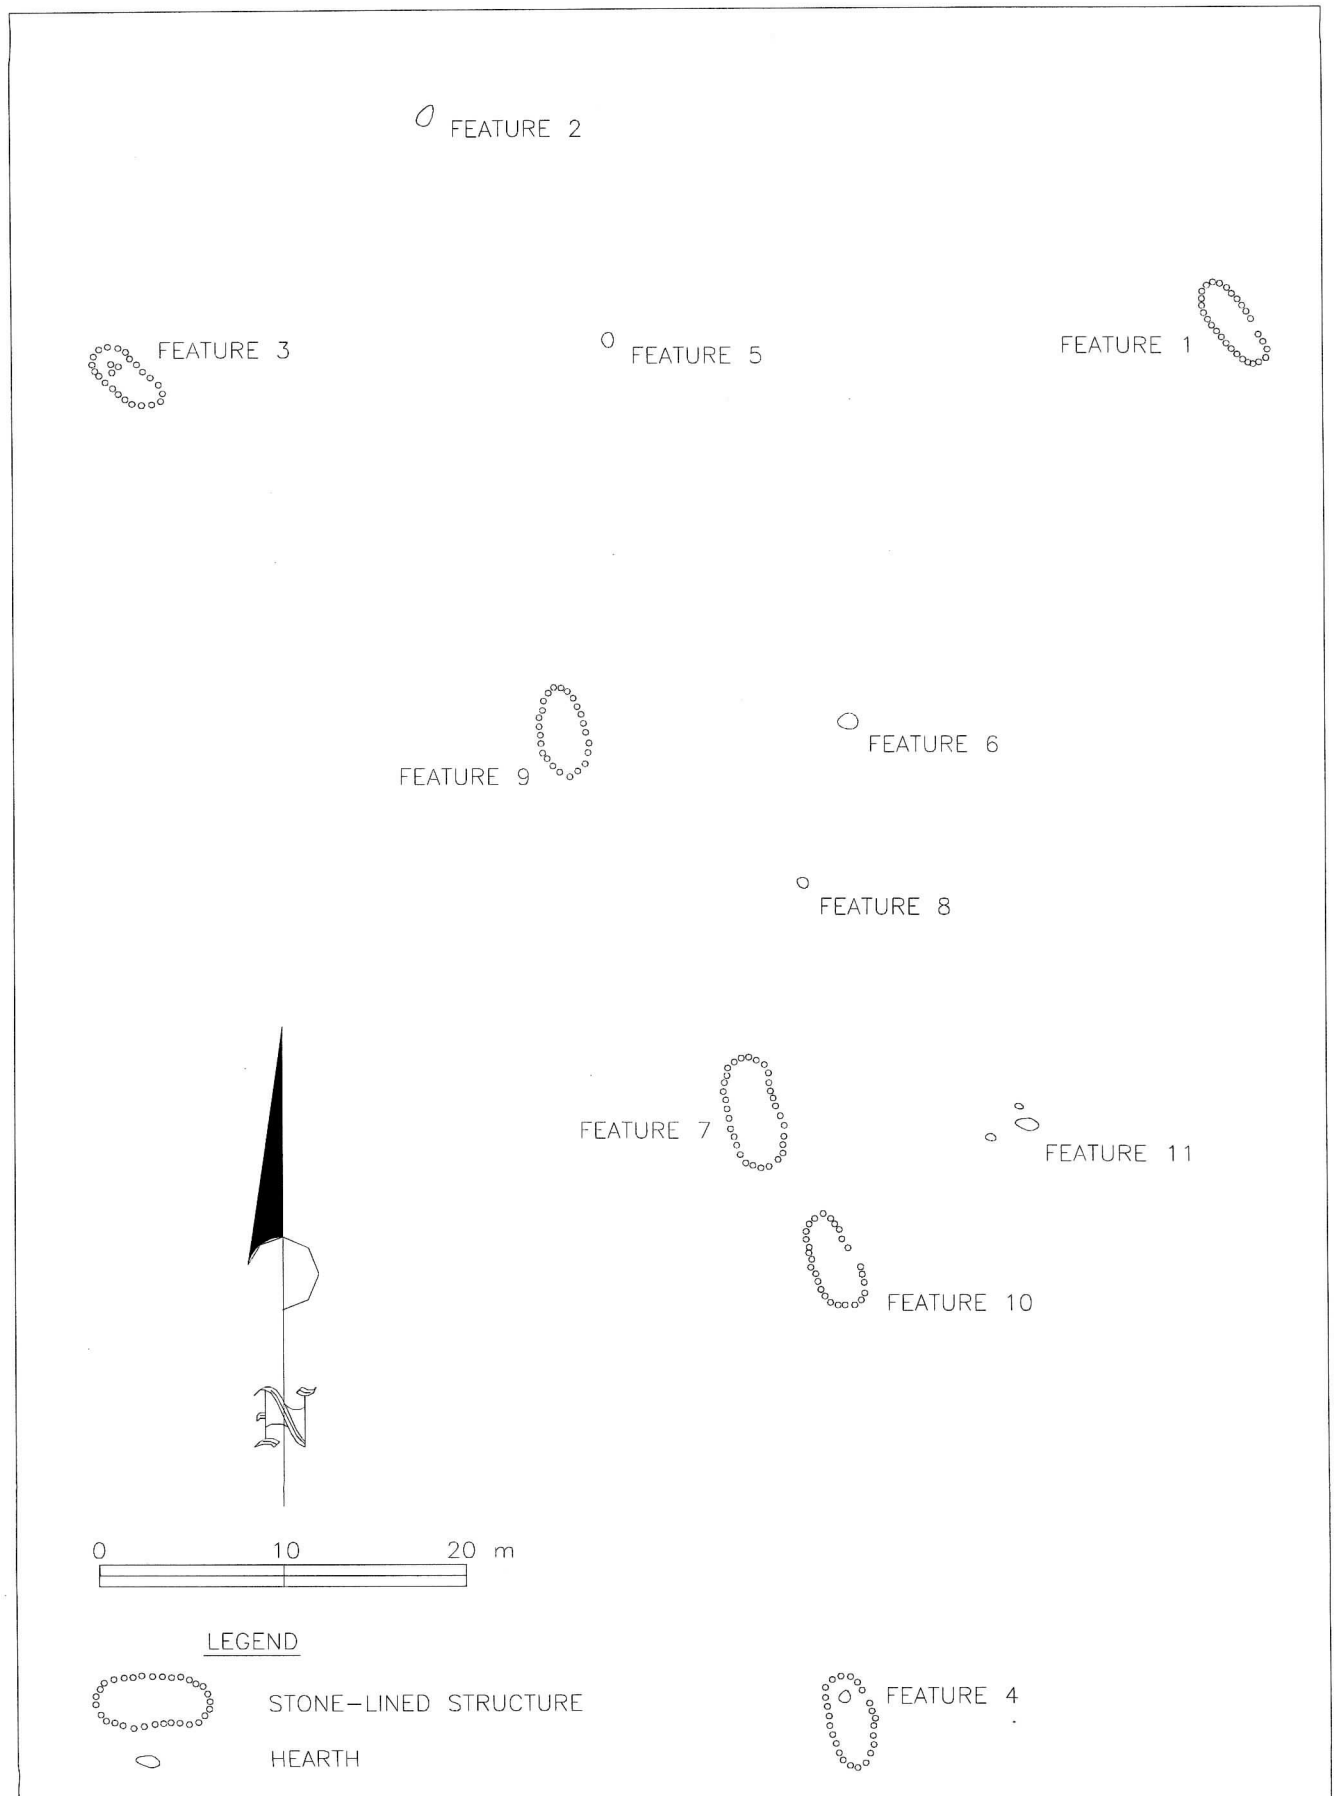 FEATURE 2
FEATURE 1
FEATURE 3
FEATURE 5
FEATURE 6
FEATURE 9
FEATURE 8
FEATURE 7
FEATURE 11
FEATURE 10
N
0 10 20 m
LEGEND
STONE-LINED STRUCTURE
FEATURE 4
HEARTH